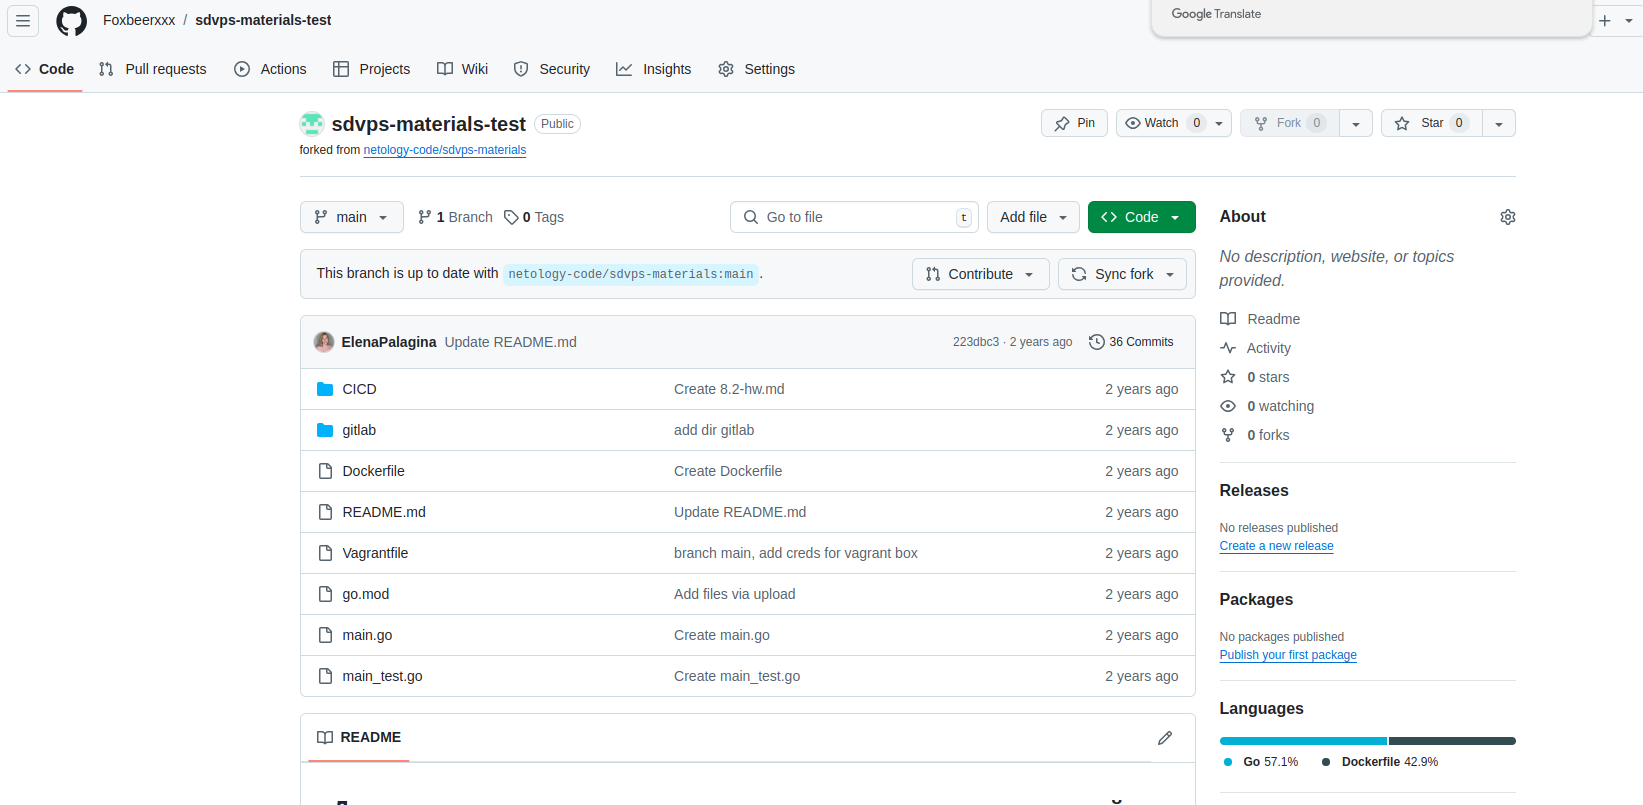 Foxbeerxxx / sdvps-materials-test
Google Translate
Code Pull requests Actions Projects Wiki Security Insights Settings
sdvps-materials-test Public
Pin Watch 0 Fork 0 Star 0
forked from netology-code/sdvps-materials
main 1 Branch 0 Tags Go to file t Add file Code
This branch is up to date with netology-code/sdvps-materials:main . Contribute Sync fork
ElenaPalagina Update README.md 223dbc3 · 2 years ago 36 Commits
CICD Create 8.2-hw.md 2 years ago
gitlab add dir gitlab 2 years ago
Dockerfile Create Dockerfile 2 years ago
README.md Update README.md 2 years ago
Vagrantfile branch main, add creds for vagrant box 2 years ago
go.mod Add files via upload 2 years ago
main.go Create main.go 2 years ago
main_test.go Create main_test.go 2 years ago
README
About
No description, website, or topics
provided.
Readme
Activity
0 stars
0 watching
0 forks
Releases
No releases published
Create a new release
Packages
No packages published
Publish your first package
Languages
Go 57.1% Dockerfile 42.9%